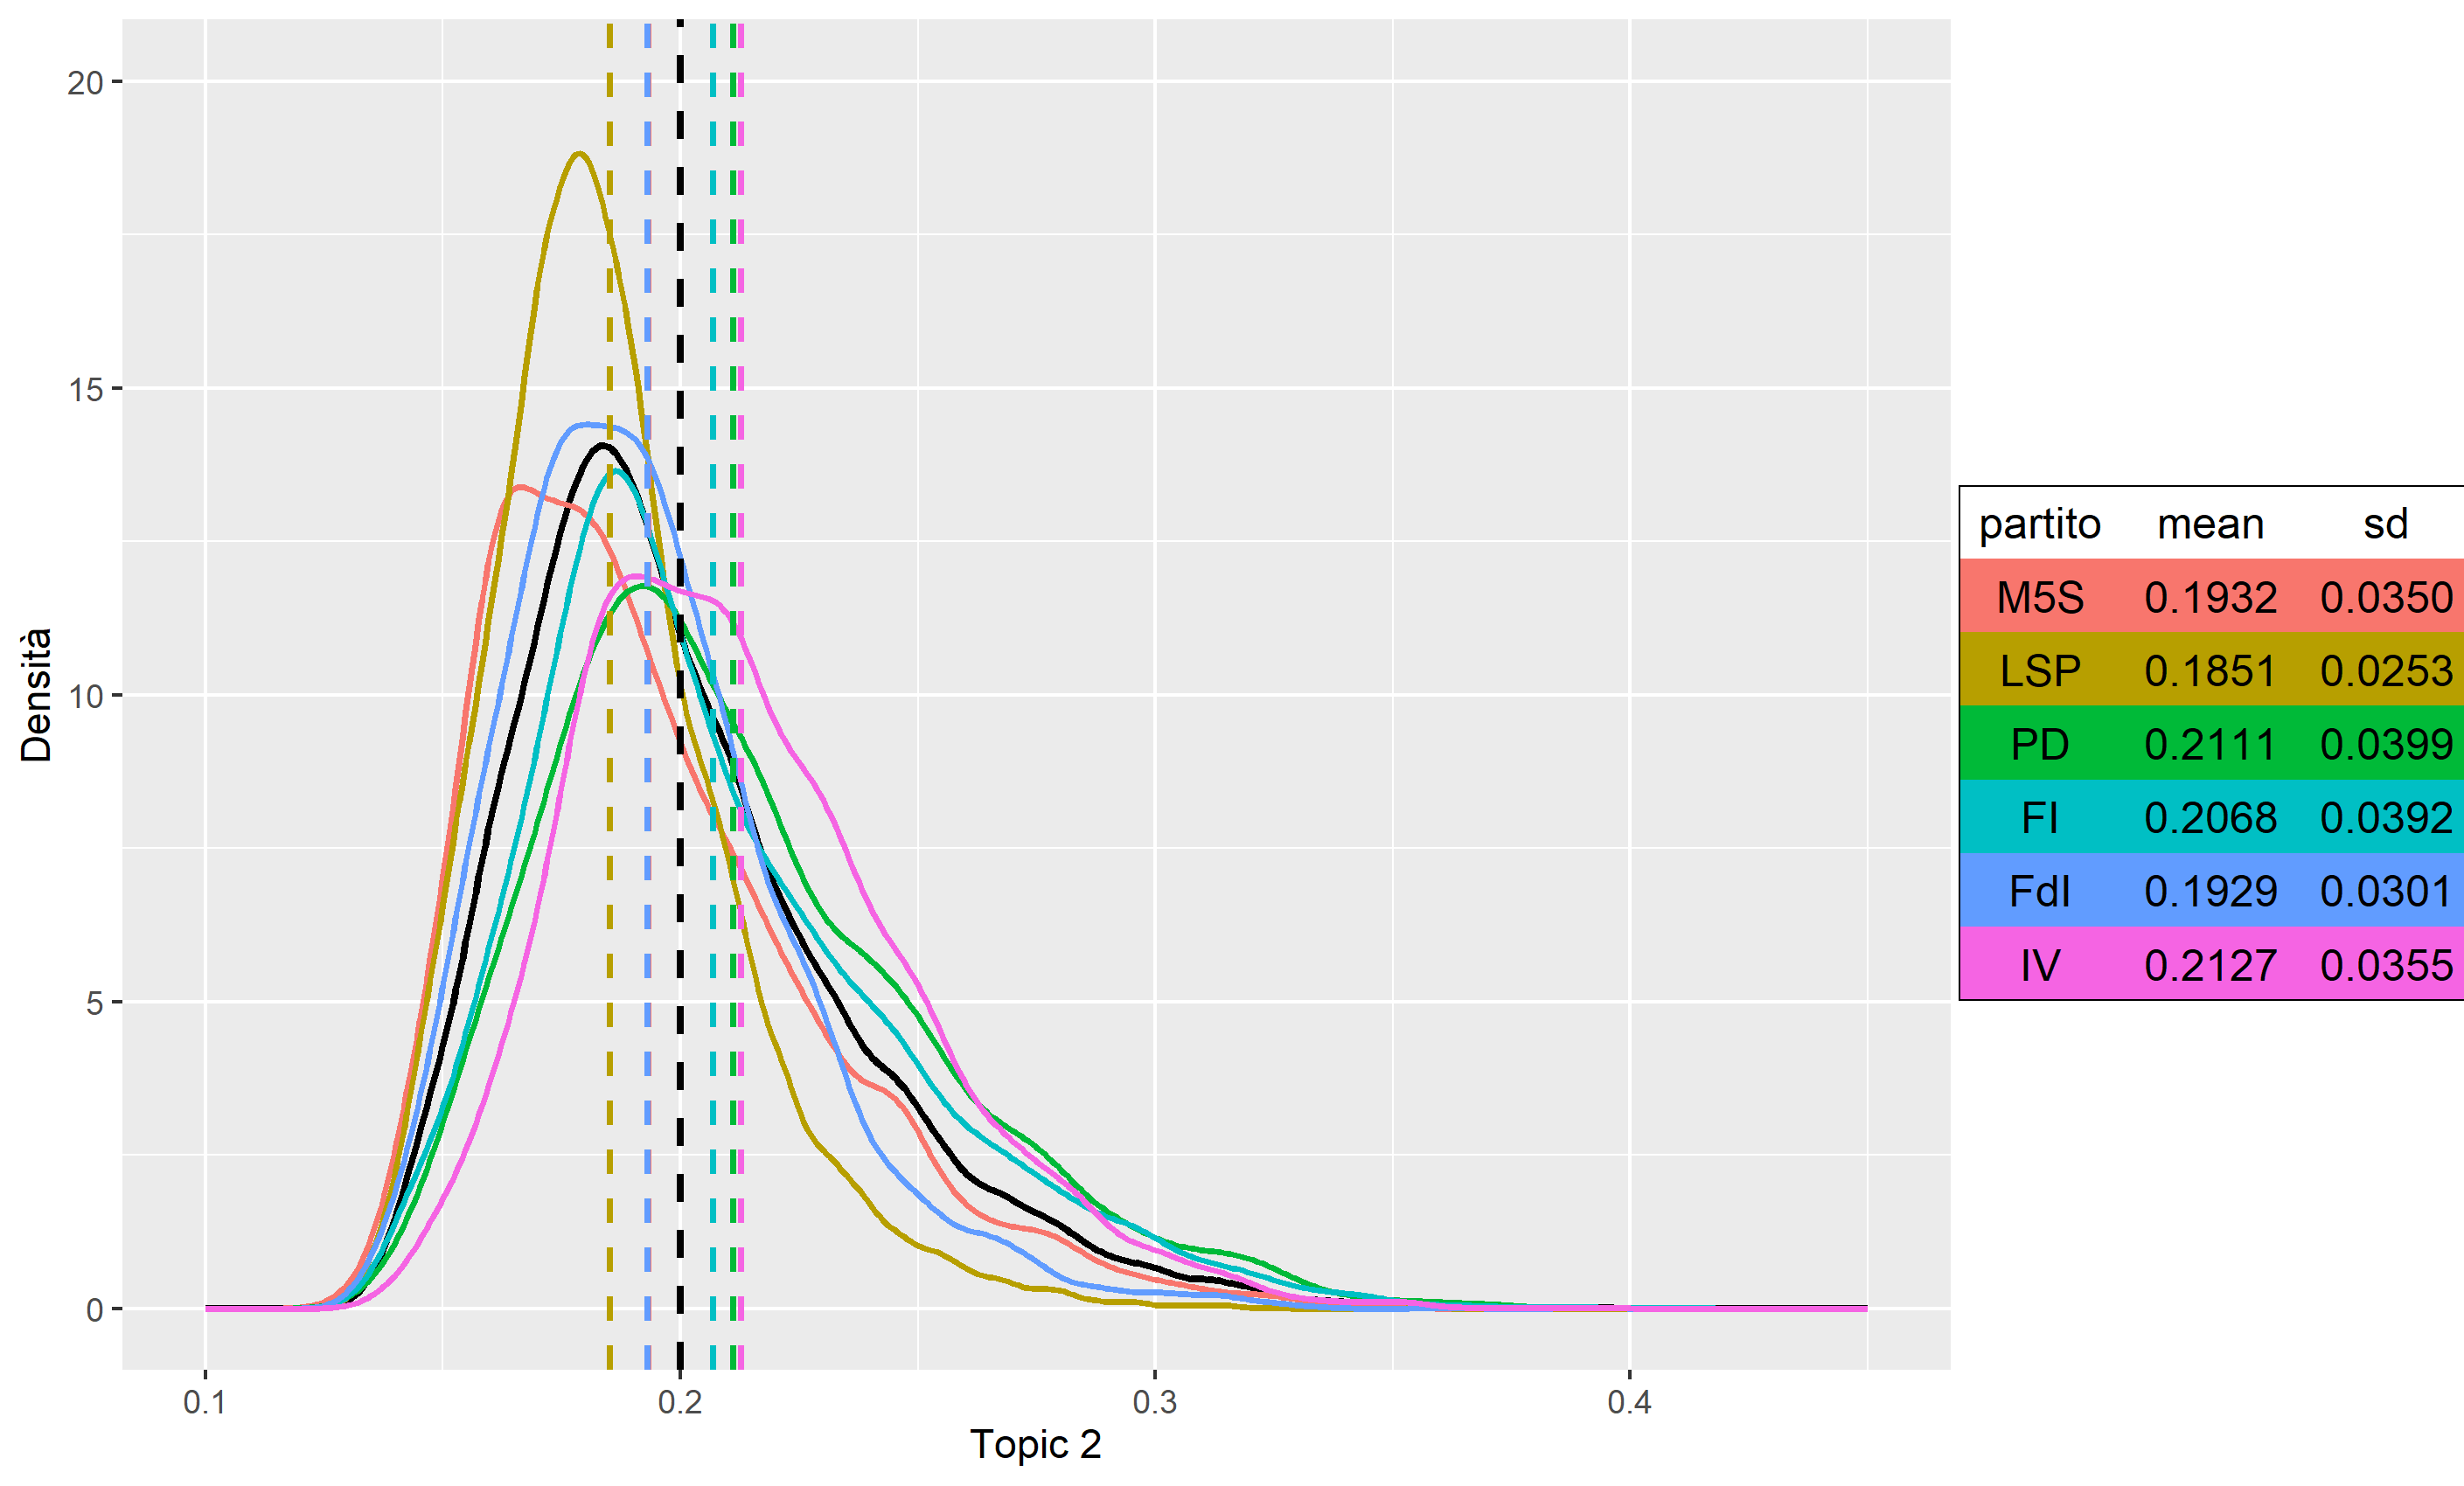 20
15
10
5
0
Densità
0.1 0.2 0.3 0.4
Topic 2
partito mean sd
M5S 0.1932 0.0350
LSP 0.1851 0.0253
PD 0.2111 0.0399
FI 0.2068 0.0392
FdI 0.1929 0.0301
IV 0.2127 0.0355